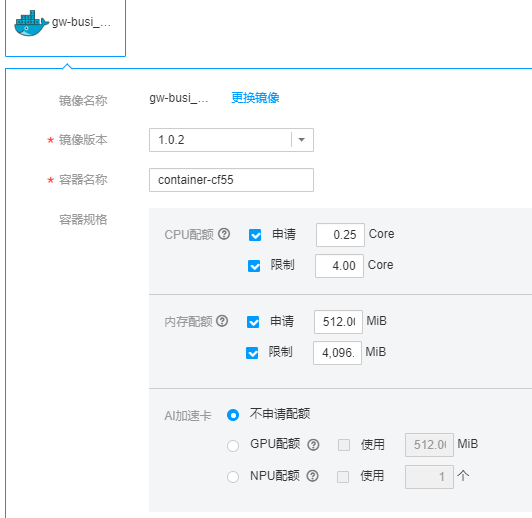 gw-busi_...
镜像名称 gw-busi_... 更换镜像
* 镜像版本 1.0.2
* 容器名称 container-cf55
容器规格
CPU配额 申请 0.25 Core
限制 4.00 Core
内存配额 申请 512.00 MiB
限制 4,096. MiB
AI加速卡 不申请配额
GPU配额 使用 512.00 MiB
NPU配额 使用 1 个